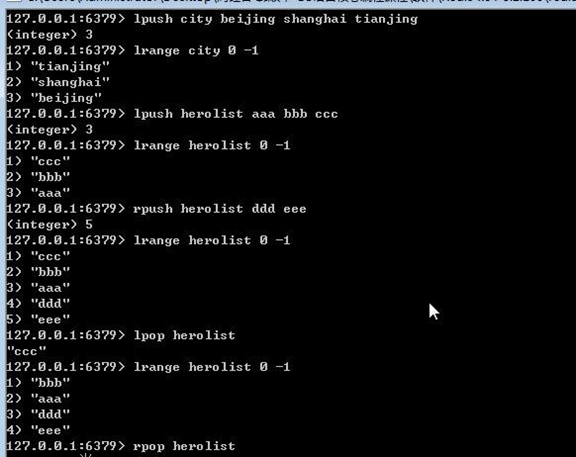 127.0.0.1:6379> lpush city beijing shanghai tianjing
(integer) 3
127.0.0.1:6379> lrange city 0 -1
1) "tianjing"
2) "shanghai"
3) "beijing"
127.0.0.1:6379> lpush herolist aaa bbb ccc
(integer) 3
127.0.0.1:6379> lrange herolist 0 -1
1) "ccc"
2) "bbb"
3) "aaa"
127.0.0.1:6379> rpush herolist ddd eee
(integer) 5
127.0.0.1:6379> lrange herolist 0 -1
1) "ccc"
2) "bbb"
3) "aaa"
4) "ddd"
5) "eee"
127.0.0.1:6379> lpop herolist
"ccc"
127.0.0.1:6379> lrange herolist 0 -1
1) "bbb"
2) "aaa"
3) "ddd"
4) "eee"
127.0.0.1:6379> rpop herolist